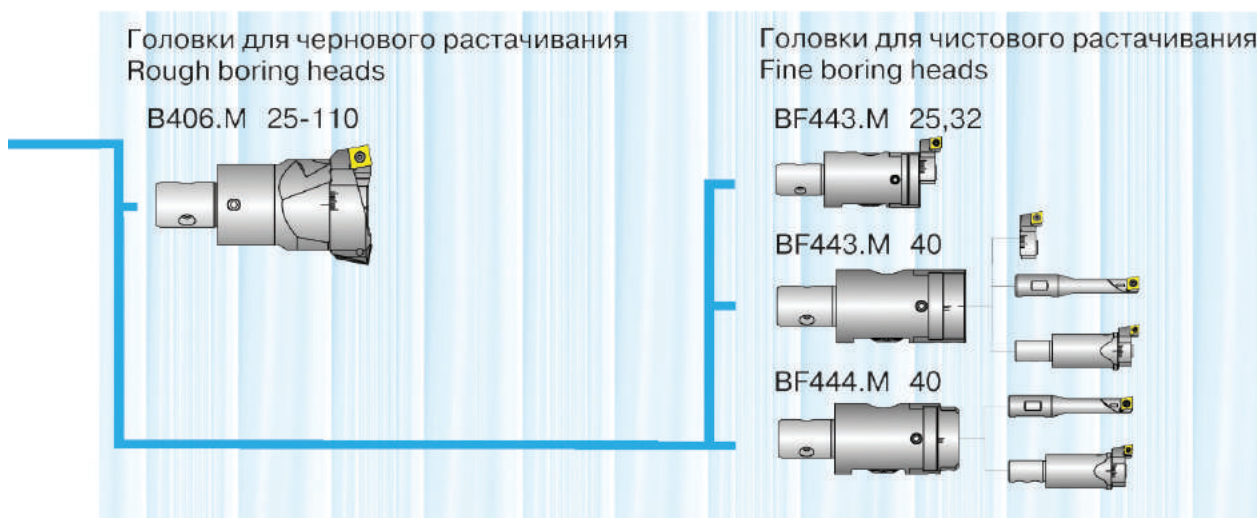 Головки для чернового растачивания
Rough boring heads
B406.M 25-110
Головки для чистового растачивания
Fine boring heads
BF443.M 25,32
BF443.M 40
BF444.M 40